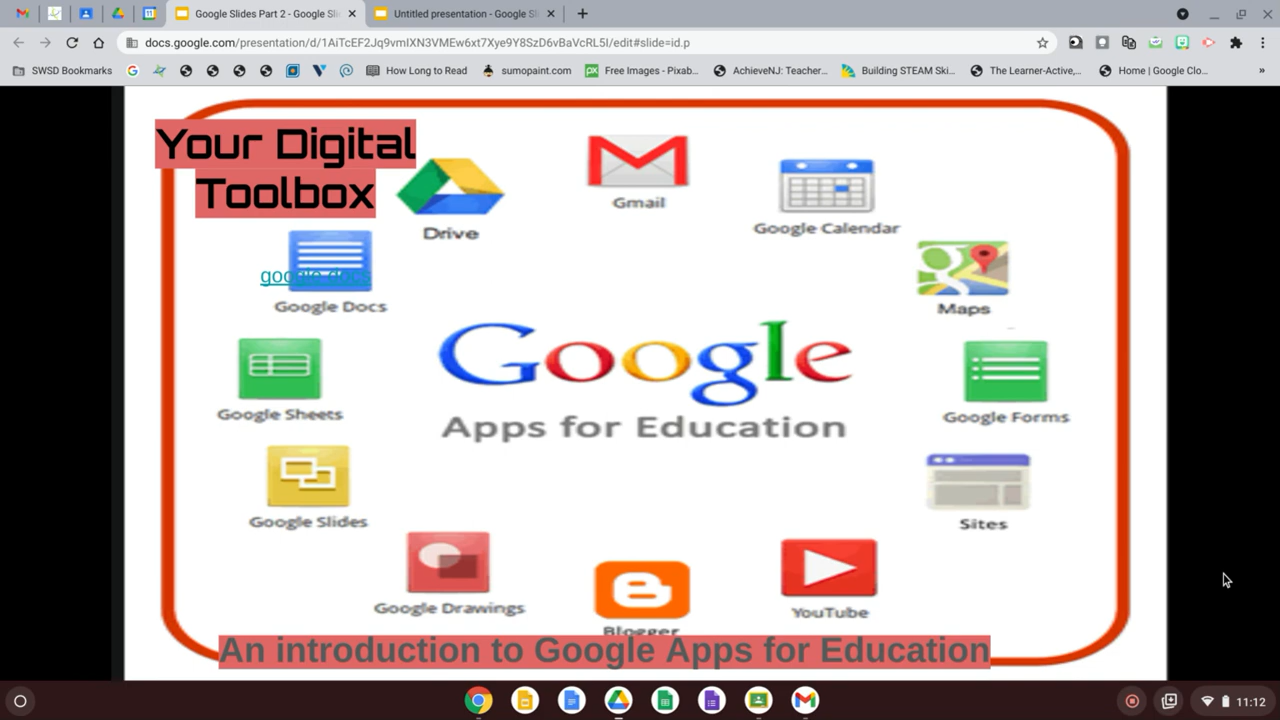 Google Slides Part 2 - Google Sli
Untitled presentation - Google S
docs.google.com/presentation/d/1AiTcEF2Jq9vmIXN3VMEw6xt7Xye9Y8SzD6vBaVcRL5I/edit#slide=id.p
SWSD Bookmarks
How Long to Read
sumopaint.com
Free Images - Pixab...
AchieveNJ: Teacher...
Building STEAM Ski...
The Learner-Active,...
Home | Google Clo...
»
Your Digital
Toolbox
Drive
Gmail
Google Calendar
google docs
Google Docs
Maps
Google Sheets
Google
Apps for Education
Google Forms
Google Slides
Sites
Google Drawings
Blogger
YouTube
An introduction to Google Apps for Education
11:12